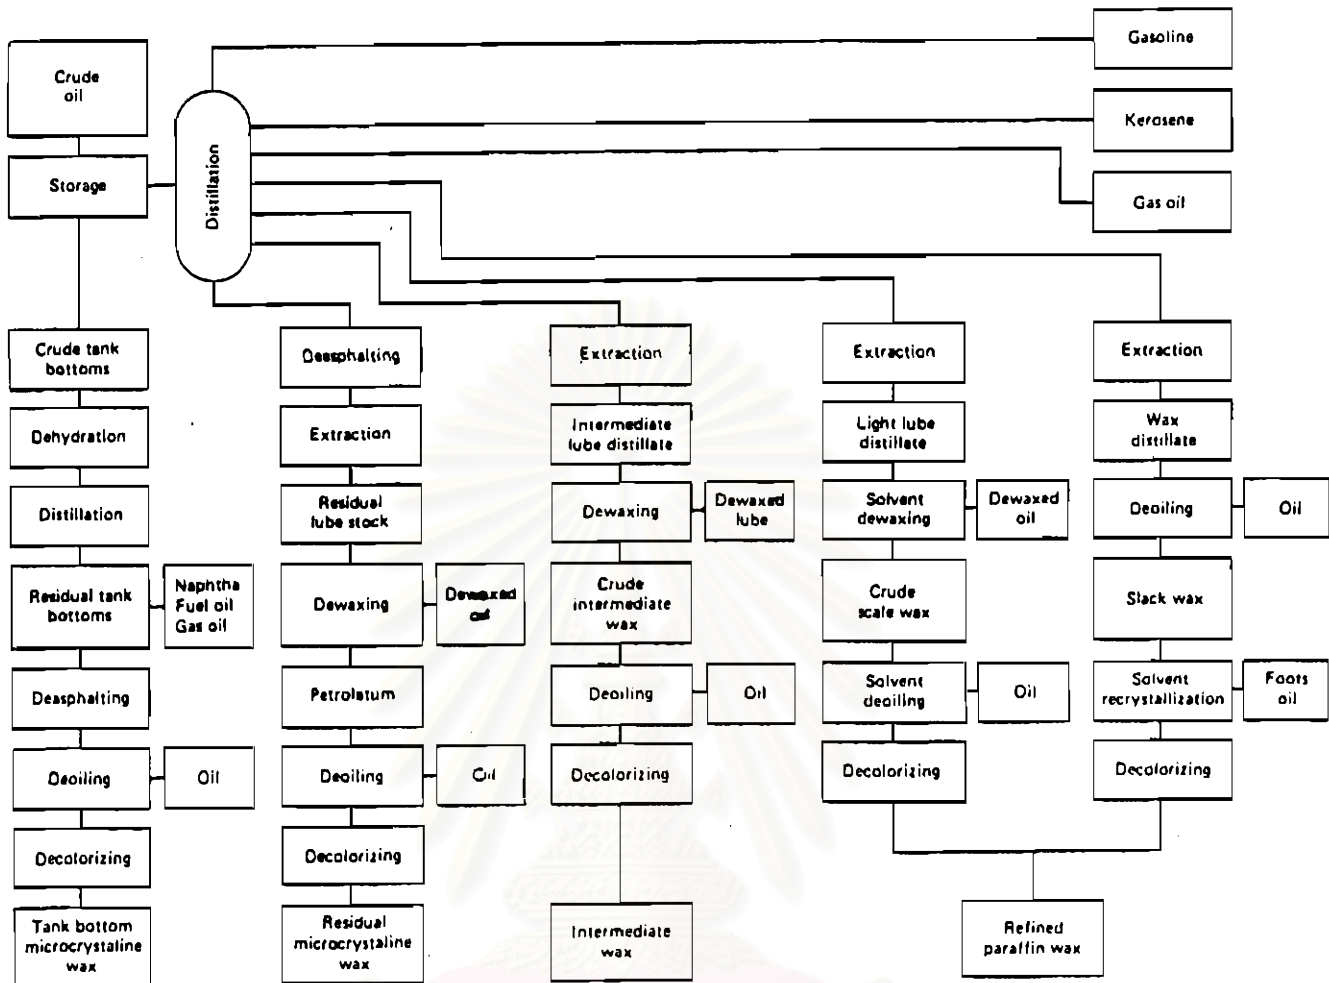 Gasoline
Crude
oil
Kerosene
Distillation
Storage
Gas oil
Crude tank
bottoms
Dehydration
Distillation
Residual tank
bottoms
Naphtha
Fuel oil
Gas oil
Deasphalting
Deoiling
Oil
Decolorizing
Tank bottom
microcrystaline
wax
Deasphalting
Extraction
Residual
lube stock
Dewaxing
Dewaxed
oil
Petrolatum
Deoiling
Oil
Decolorizing
Residual
microcrystaline
wax
Extraction
Intermediate
lube distillate
Dewaxing
Dewaxed
lube
Crude
intermediate
wax
Deoiling
Oil
Decolorizing
Intermediate
wax
Extraction
Light lube
distillate
Solvent
dewaxing
Dewaxed
oil
Crude
scale wax
Solvent
deoiling
Oil
Decolorizing
Extraction
Wax
distillate
Deoiling
Oil
Slack wax
Solvent
recrystallization
Foots
oil
Decolorizing
Refined
paraffin wax